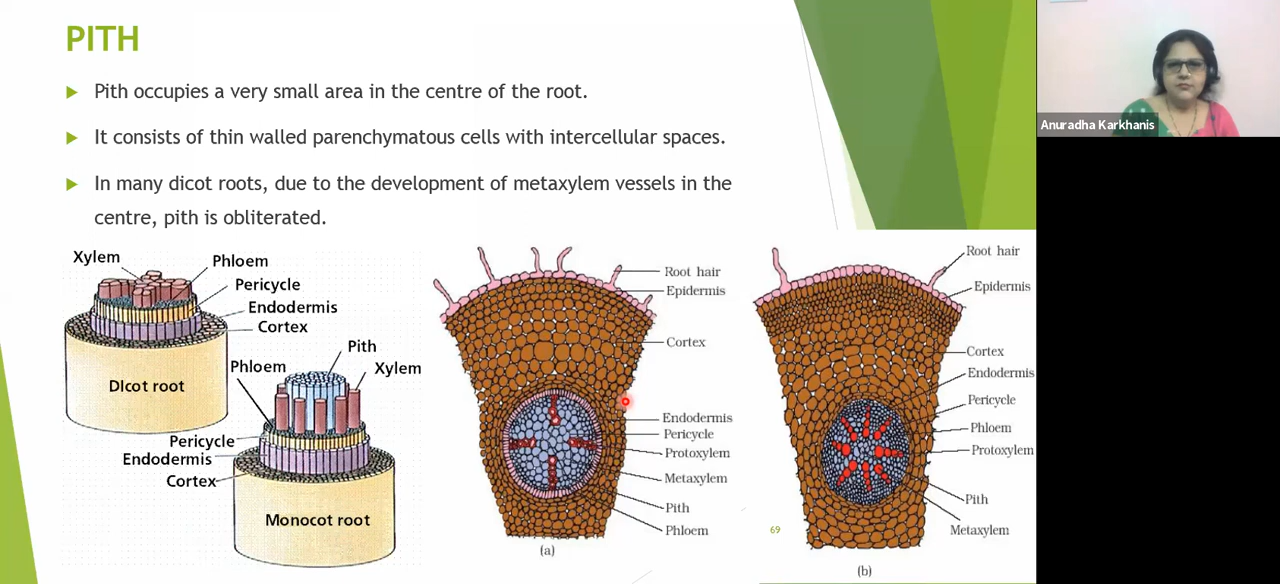 PITH
Pith occupies a very small area in the centre of the root.
It consists of thin walled parenchymatous cells with intercellular spaces.
In many dicot roots, due to the development of metaxylem vessels in the
centre, pith is obliterated.
Xylem
Phloem
Pericycle
Endodermis
Cortex
DIcot root
Pith
Phloem
Xylem
Pericycle
Endodermis
Cortex
Monocot root
Root hair
Epidermis
Cortex
Endodermis
Pericycle
Protoxylem
Metaxylem
Pith
Phloem
(a)
Root hair
Epidermis
Cortex
Endodermis
Pericycle
Phloem
Protoxylem
Pith
Metaxylem
(b)
69
Anuradha Karkhanis